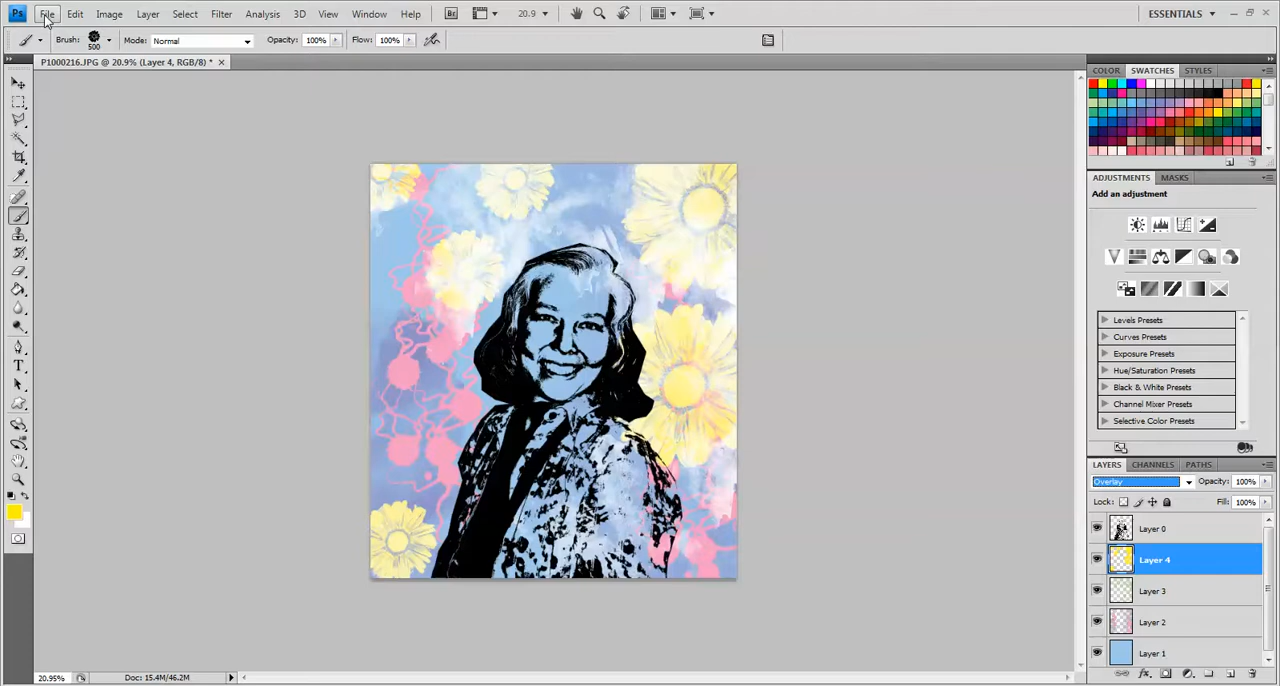 Ps File Edit Image Layer Select Filter Analysis 3D View Window Help Br 20.9 ESSENTIALS
Brush: 500 Mode: Normal Opacity: 100% Flow: 100%
P1000216.JPG @ 20.9% (Layer 4, RGB/8) *
COLOR SWATCHES STYLES
ADJUSTMENTS MASKS
Add an adjustment
Levels Presets
Curves Presets
Exposure Presets
Hue/Saturation Presets
Black & White Presets
Channel Mixer Presets
Selective Color Presets
LAYERS CHANNELS PATHS
Overlay Opacity: 100%
Lock: Fill: 100%
Layer 0
Layer 4
Layer 3
Layer 2
Layer 1
20.95% Doc: 15.4M/46.2M